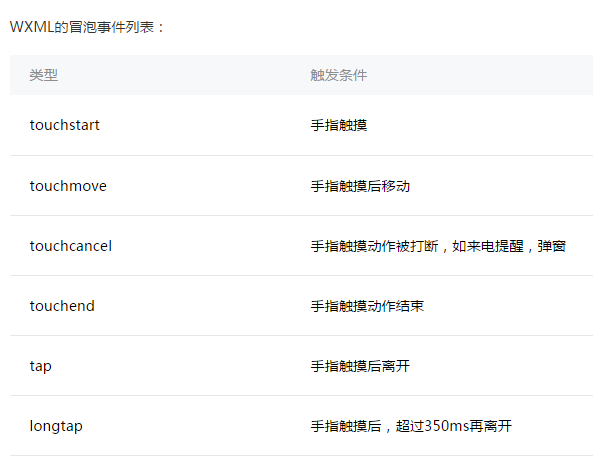 WXML的冒泡事件列表：
类型 触发条件
touchstart 手指触摸
touchmove 手指触摸后移动
touchcancel 手指触摸动作被打断，如来电提醒，弹窗
touchend 手指触摸动作结束
tap 手指触摸后离开
longtap 手指触摸后，超过350ms再离开